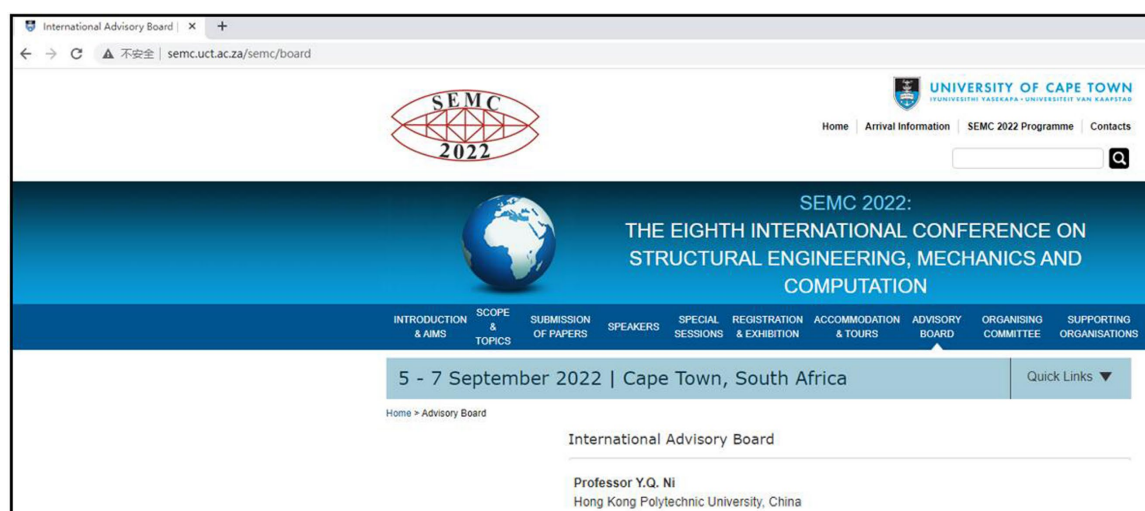 International Advisory Board |
不安全 | semc.uct.ac.za/semc/board
SEMC
2022
UNIVERSITY OF CAPE TOWN
IYUNIVESITHI YASEKAPA • UNIVERSITEIT VAN KAAPSTAD
Home | Arrival Information | SEMC 2022 Programme | Contacts
SEMC 2022:
THE EIGHTH INTERNATIONAL CONFERENCE ON
STRUCTURAL ENGINEERING, MECHANICS AND
COMPUTATION
INTRODUCTION & AIMS
SCOPE & TOPICS
SUBMISSION OF PAPERS
SPEAKERS
SPECIAL SESSIONS
REGISTRATION & EXHIBITION
ACCOMMODATION & TOURS
ADVISORY BOARD
ORGANISING COMMITTEE
SUPPORTING ORGANISATIONS
5 - 7 September 2022 | Cape Town, South Africa
Quick Links ▼
Home > Advisory Board
International Advisory Board
Professor Y.Q. Ni
Hong Kong Polytechnic University, China